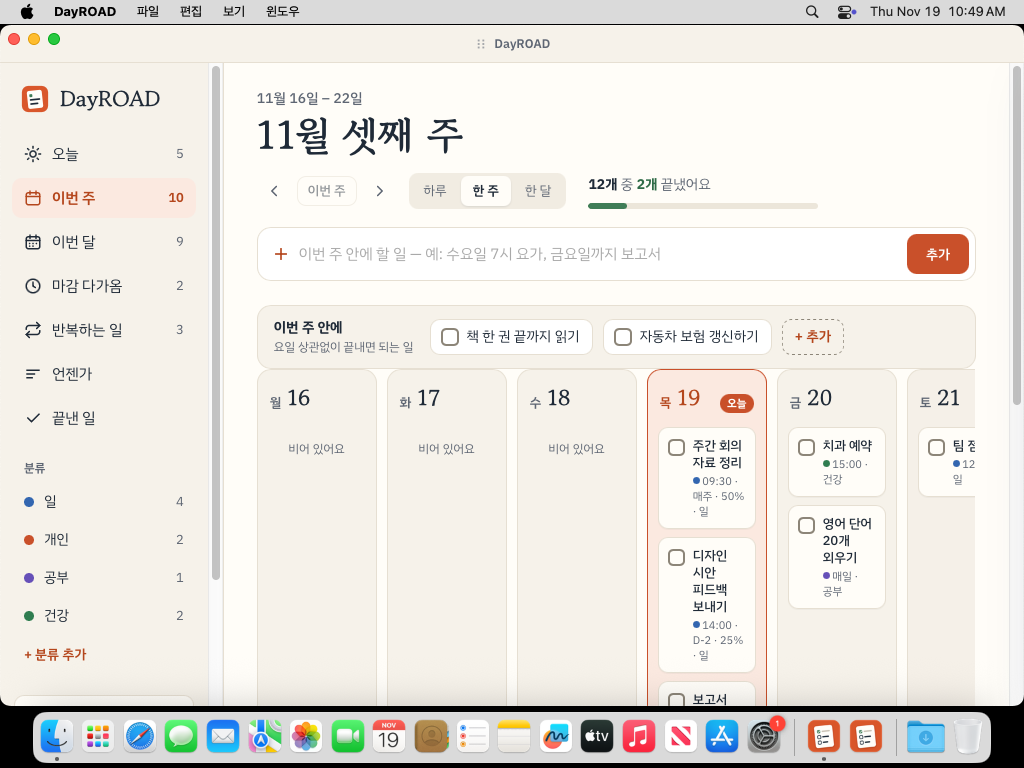 DayROAD 파일 편집 보기 윈도우 Thu Nov 19 10:49 AM
DayROAD
DayROAD
오늘 5
이번 주 10
이번 달 9
마감 다가옴 2
반복하는 일 3
언젠가
끝낸 일
분류
일 4
개인 2
공부 1
건강 2
+ 분류 추가
11월 16일 – 22일
11월 셋째 주
이번 주
하루 한 주 한 달
12개 중 2개 끝냈어요
이번 주 안에 할 일 — 예: 수요일 7시 요가, 금요일까지 보고서
추가
이번 주 안에
요일 상관없이 끝내면 되는 일
책 한 권 끝까지 읽기
자동차 보험 갱신하기
+ 추가
월 16
비어 있어요
화 17
비어 있어요
수 18
비어 있어요
목 19 오늘
주간 회의
자료 정리
09:30 ·
매주 · 50%
· 일
디자인
시안
피드백
보내기
14:00 ·
D-2 · 25%
· 일
보고서
금 20
치과 예약
15:00 ·
건강
영어 단어
20개
외우기
매일 ·
공부
토 21
팀
12
일
NOV
19
tv
1